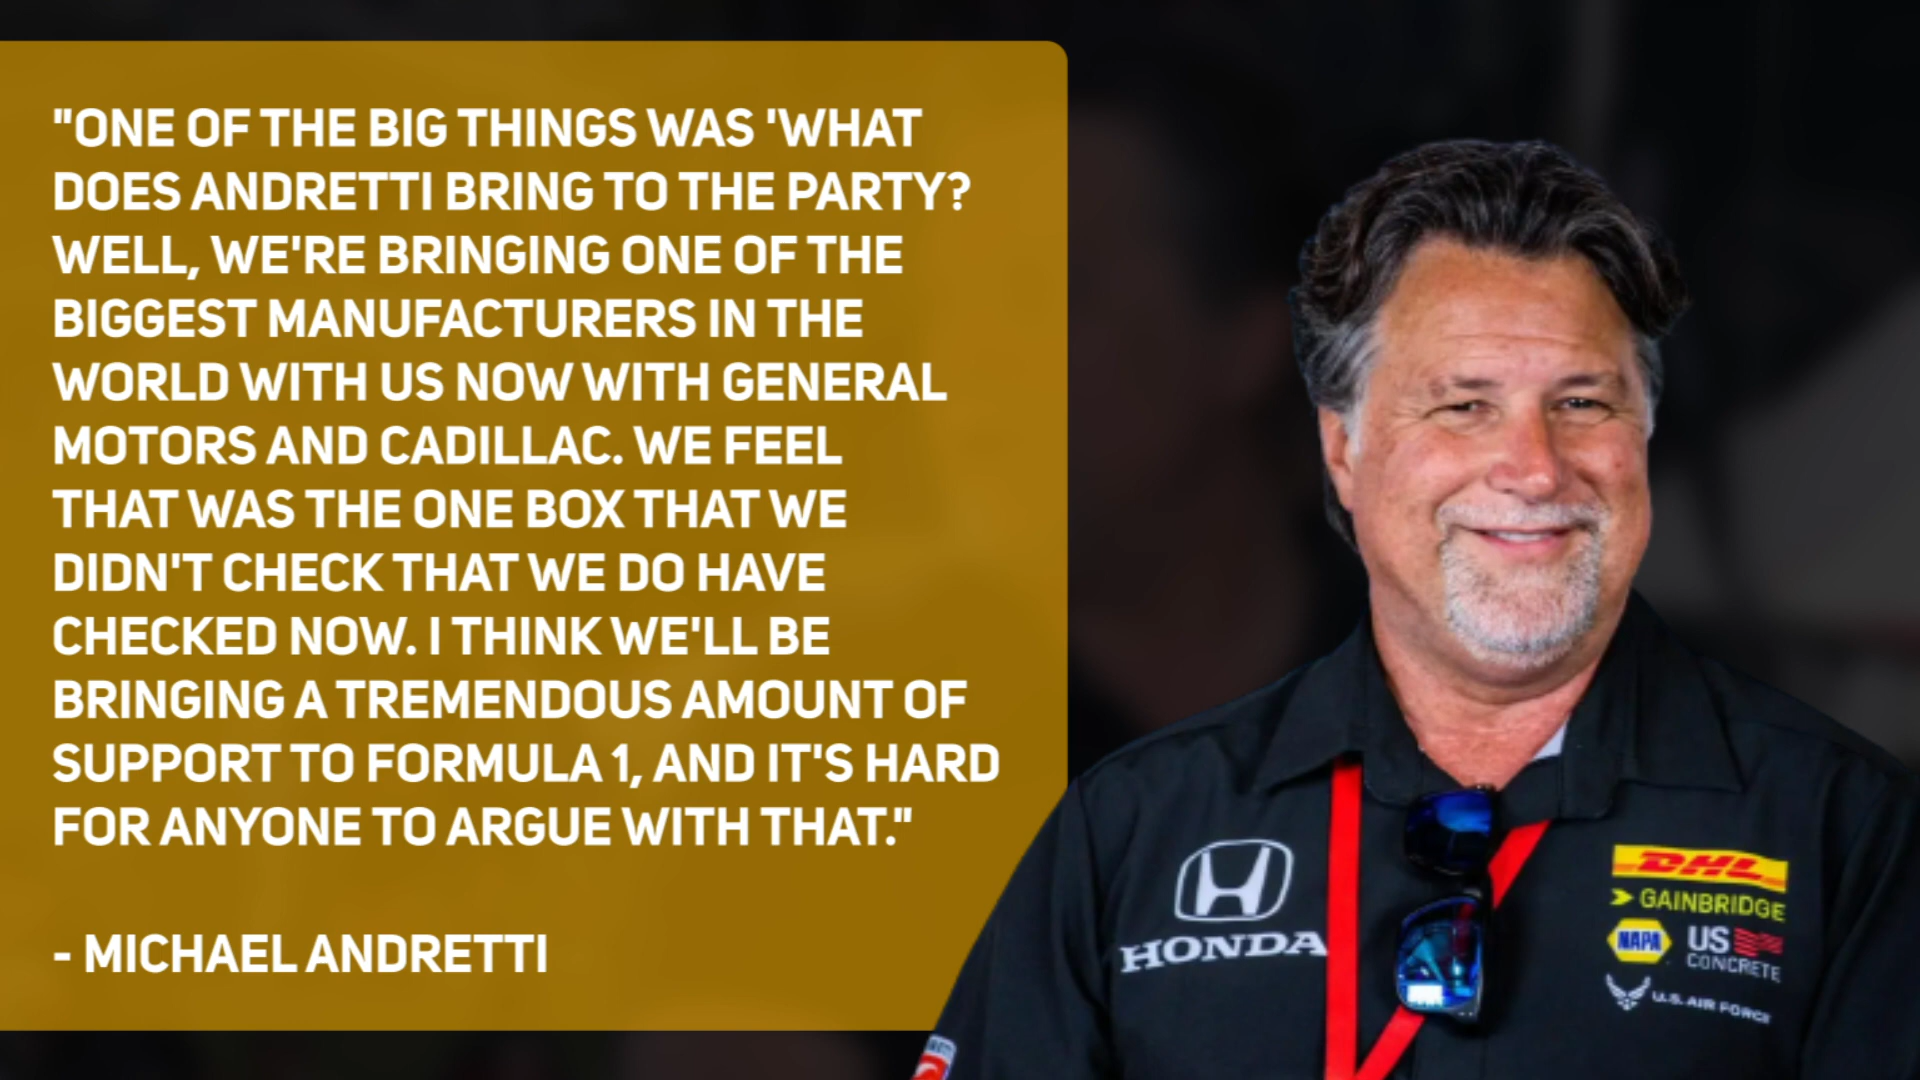 "ONE OF THE BIG THINGS WAS 'WHAT
DOES ANDRETTI BRING TO THE PARTY?
WELL, WE'RE BRINGING ONE OF THE
BIGGEST MANUFACTURERS IN THE
WORLD WITH US NOW WITH GENERAL
MOTORS AND CADILLAC. WE FEEL
THAT WAS THE ONE BOX THAT WE
DIDN'T CHECK THAT WE DO HAVE
CHECKED NOW. I THINK WE'LL BE
BRINGING A TREMENDOUS AMOUNT OF
SUPPORT TO FORMULA 1, AND IT'S HARD
FOR ANYONE TO ARGUE WITH THAT."
- MICHAEL ANDRETTI
HONDA
DHL
GAINBRIDGE
NAPA
US
CONCRETE
U.S. AIR FORCE